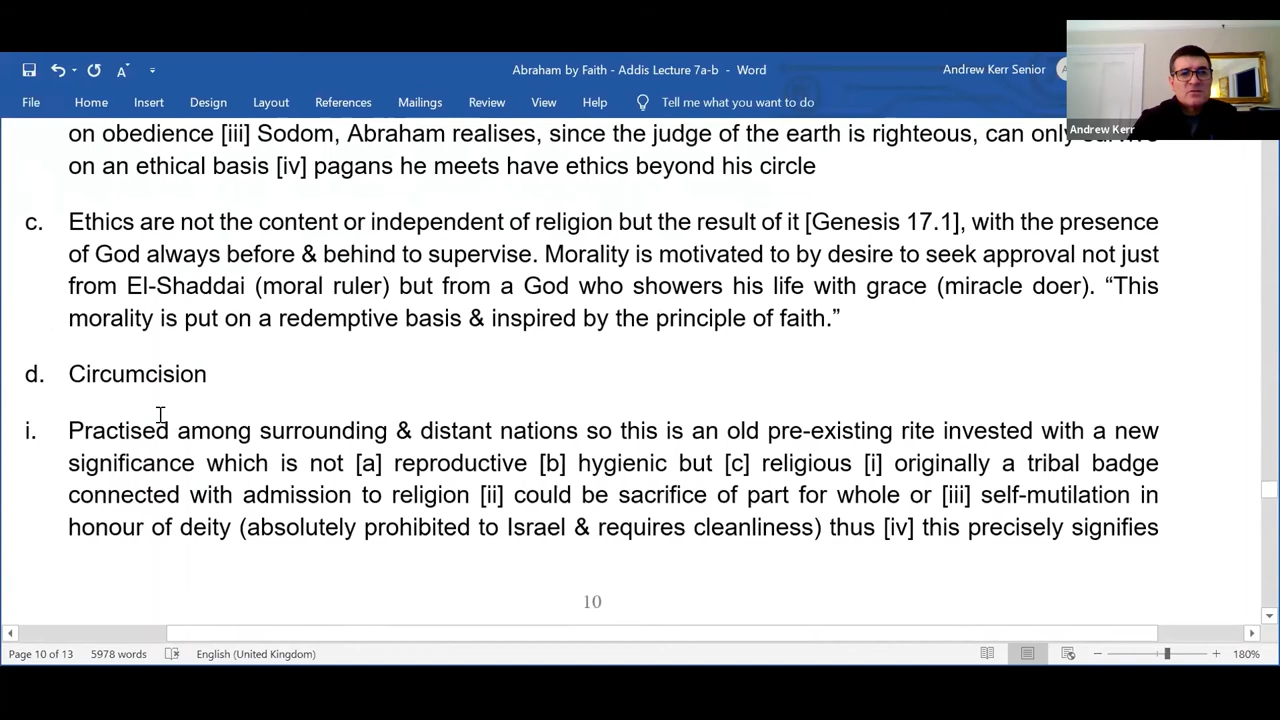 Abraham by Faith - Addis Lecture 7a-b - Word
Andrew Kerr Senior
File Home Insert Design Layout References Mailings Review View Help Tell me what you want to do
Andrew Kerr
on obedience [iii] Sodom, Abraham realises, since the judge of the earth is righteous, can only survive
on an ethical basis [iv] pagans he meets have ethics beyond his circle
c. Ethics are not the content or independent of religion but the result of it [Genesis 17.1], with the presence
of God always before & behind to supervise. Morality is motivated to by desire to seek approval not just
from El-Shaddai (moral ruler) but from a God who showers his life with grace (miracle doer). “This
morality is put on a redemptive basis & inspired by the principle of faith.”
d. Circumcision
i. Practised among surrounding & distant nations so this is an old pre-existing rite invested with a new
significance which is not [a] reproductive [b] hygienic but [c] religious [i] originally a tribal badge
connected with admission to religion [ii] could be sacrifice of part for whole or [iii] self-mutilation in
honour of deity (absolutely prohibited to Israel & requires cleanliness) thus [iv] this precisely signifies
10
Page 10 of 13 5978 words English (United Kingdom) 180%